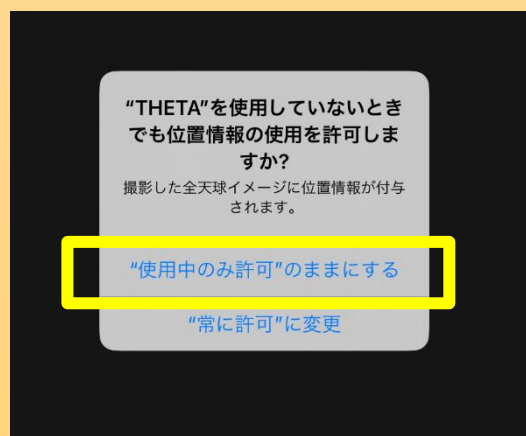 “THETA”を使用していないとき
でも位置情報の使用を許可しま
すか?
撮影した全天球イメージに位置情報が付与
されます。
“使用中のみ許可”のままにする
“常に許可”に変更